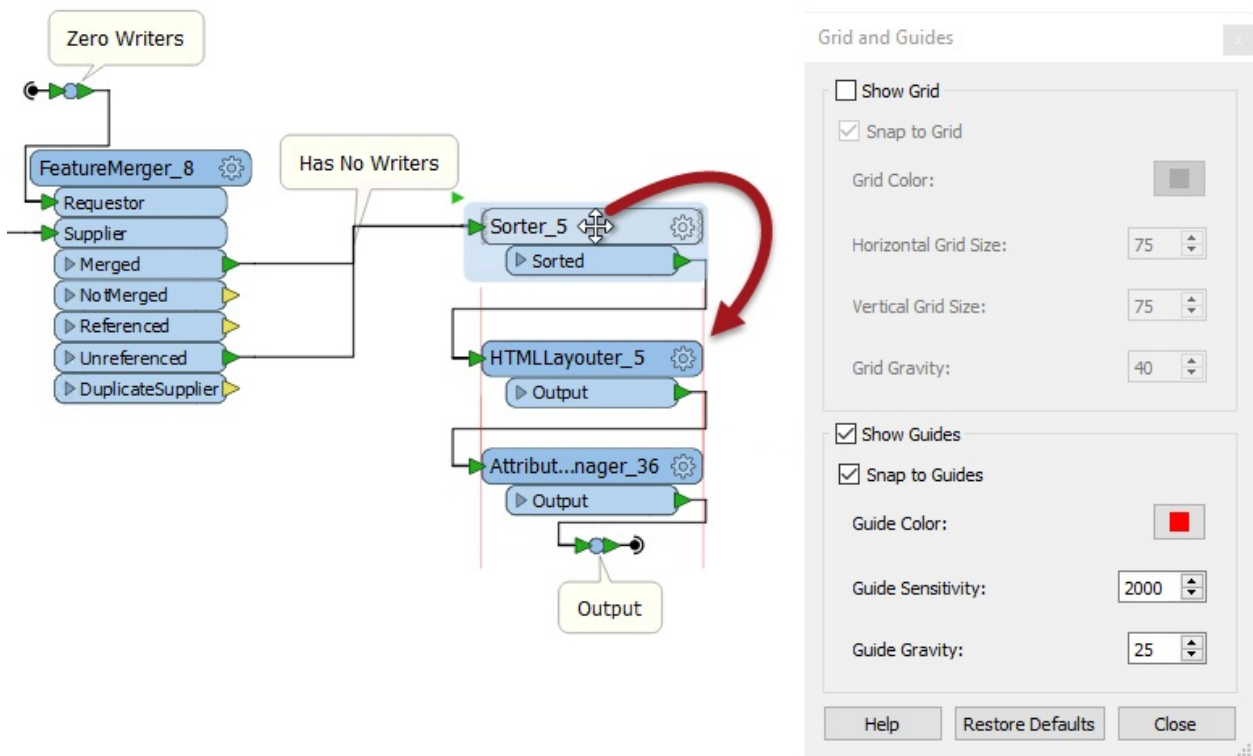 Zero Writers
FeatureMerger_8
Requestor
Supplier
Merged
NotMerged
Referenced
Unreferenced
DuplicateSupplier
Has No Writers
Sorter_5
Sorted
HTMLLayouter_5
Output
Attribut...nager_36
Output
Output
Grid and Guides
x
Show Grid
Snap to Grid
Grid Color:
Horizontal Grid Size: 75
Vertical Grid Size: 75
Grid Gravity: 40
Show Guides
Snap to Guides
Guide Color:
Guide Sensitivity: 2000
Guide Gravity: 25
Help Restore Defaults Close